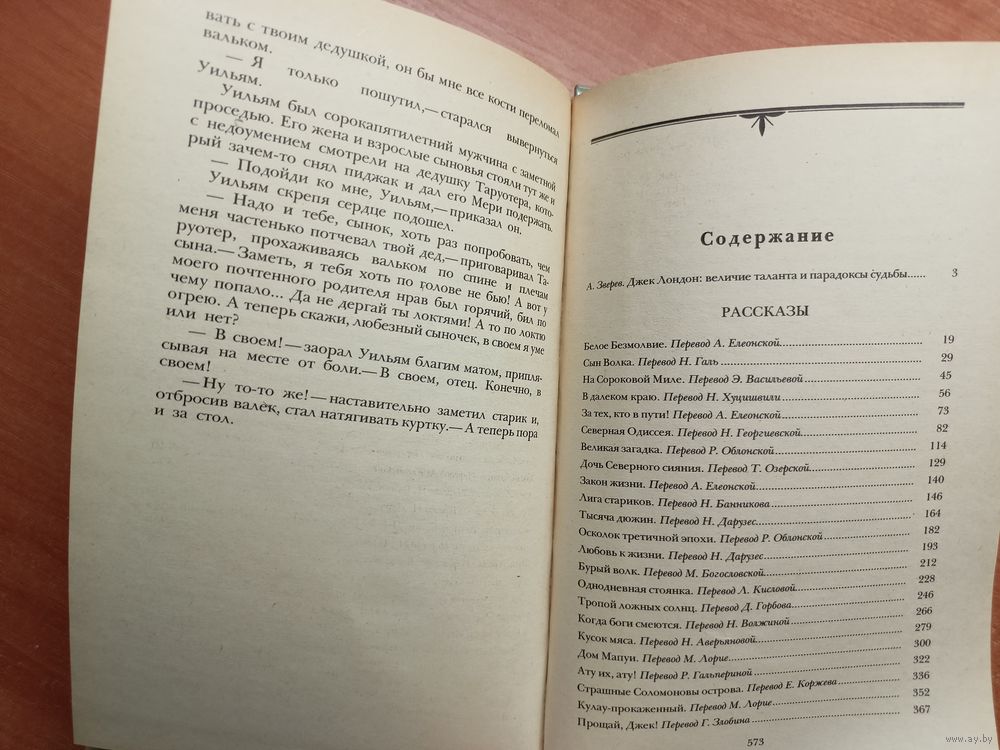 вать с твоим дедушкой, он бы мне все кости переломал
вальком.
— Я только пошутил,— старался вывернуться
Уильям.
Уильям был сорокапятилетний мужчина с заметной
проседью. Его жена и взрослые сыновья стояли тут же и
с недоумением смотрели на дедушку Таруотера, кото-
рый зачем-то снял пиджак и дал его Мери подержать.
— Подойди ко мне, Уильям,— приказал он.
Уильям скрепя сердце подошел.
— Надо и тебе, сынок, хоть раз попробовать, чем
меня частенько потчевал твой дед,— приговаривал Та-
руотер, прохаживаясь вальком по спине и плечам
сына.— Заметь, я тебя хоть по голове не бью! А вот у
моего почтенного родителя нрав был горячий, бил по
чему попало... Да не дергай ты локтями! А то по локтю
огрею. А теперь скажи, любезный сыночек, в своем я уме
или нет?
— В своем! — заорал Уильям благим матом, припля-
сывая на месте от боли.— В своем, отец. Конечно, в
своем!
— Ну то-то же! — наставительно заметил старик и,
отбросив валек, стал натягивать куртку.— А теперь пора
и за стол.
Содержание
А. Зверев. Джек Лондон: величие таланта и парадоксы судьбы...... 3
РАССКАЗЫ
Белое Безмолвие. Перевод А. Елеонской 19
Сын Волка. Перевод Н. Галь 29
На Сороковой Миле. Перевод Э. Васильевой 45
В далеком краю. Перевод Н. Хуцишвили 56
За тех, кто в пути! Перевод А. Елеонской 73
Северная Одиссея. Перевод Н. Георгиевской 82
Великая загадка. Перевод Р. Облонской 114
Дочь Северного сияния. Перевод Т. Озерской 129
Закон жизни. Перевод А. Елеонской 140
Лига стариков. Перевод Н. Банникова 146
Тысяча дюжин. Перевод Н. Дарузес 164
Осколок третичной эпохи. Перевод Р. Облонской 182
Любовь к жизни. Перевод Н. Дарузес 193
Бурый волк. Перевод М. Богословской 212
Однодневная стоянка. Перевод Л. Кисловой 228
Тропой ложных солнц. Перевод Д. Горбова 246
Когда боги смеются. Перевод Н. Волжиной 266
Кусок мяса. Перевод Н. Аверьяновой 279
Дом Мапуи. Перевод М. Лорие 300
Ату их, ату! Перевод Р. Гальпериной 322
Страшные Соломоновы острова. Перевод Е. Коржева 336
Кулау-прокаженный. Перевод М. Лорие 352
Прощай, Джек! Перевод Г. Злобина 367
573
www.ay.by